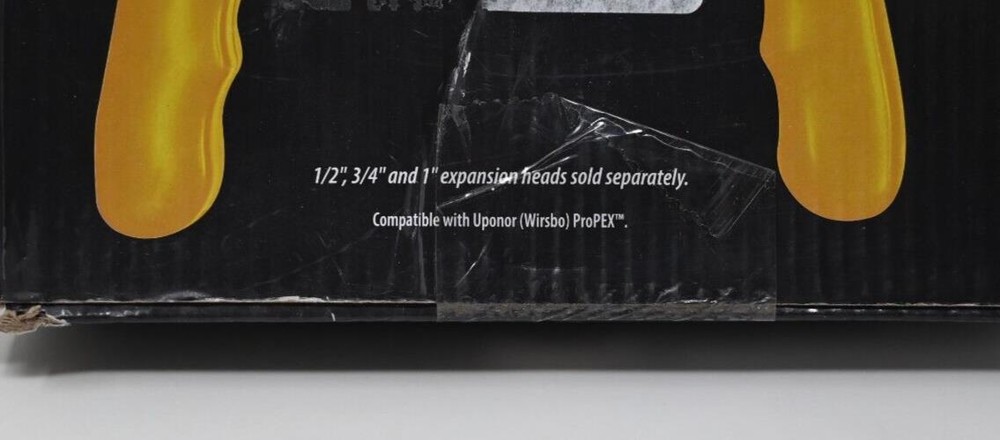 1/2", 3/4" and 1" expansion heads sold separately.
Compatible with Uponor (Wirsbo) ProPEX™.